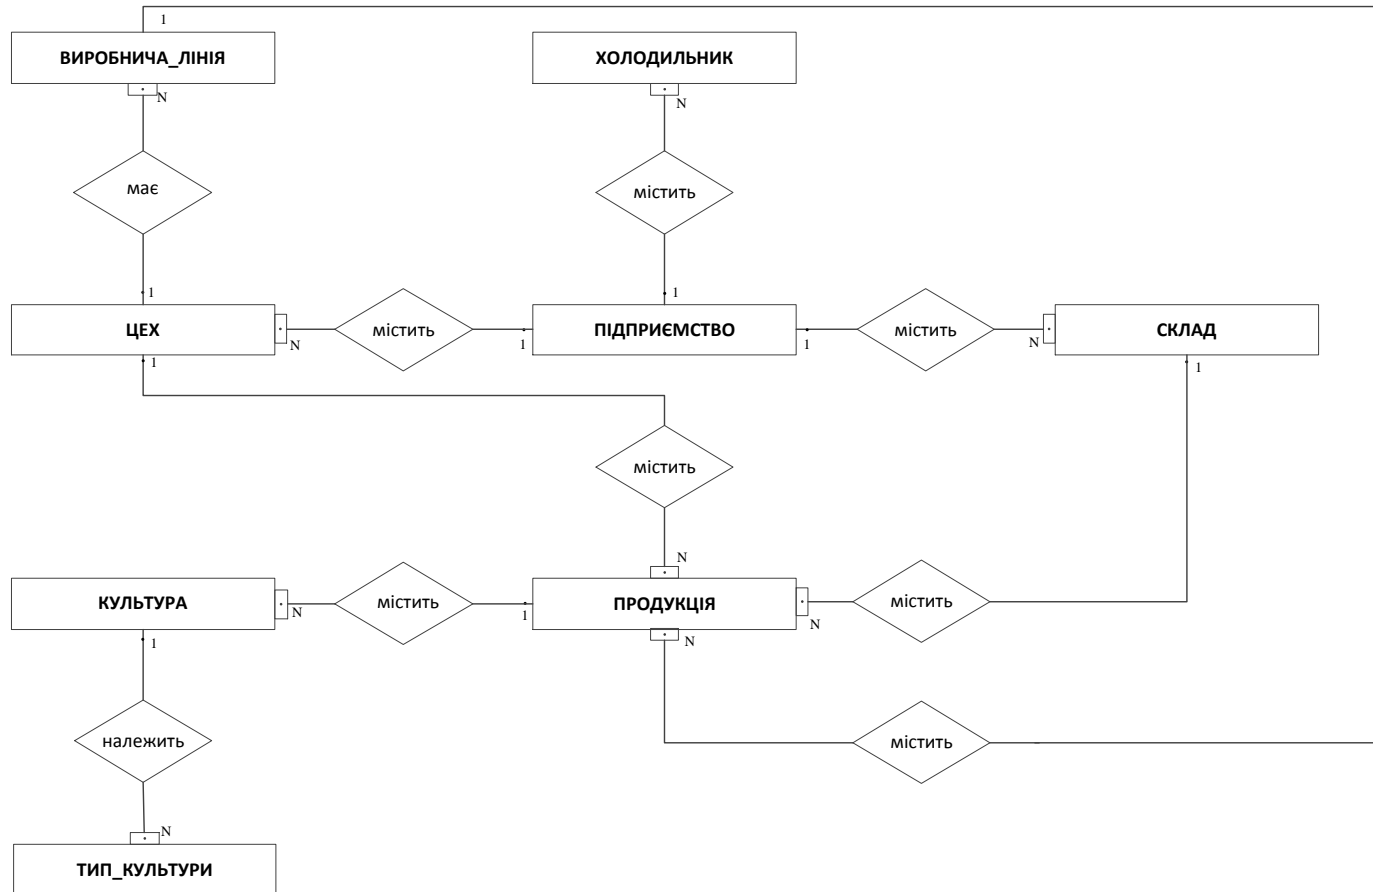 1
ВИРОБНИЧА_ЛІНІЯ
ХОЛОДИЛЬНИК
N
N
має
містить
1
1
ЦЕХ
містить
ПІДПРИЄМСТВО
містить
СКЛАД
N
1
1
N
1
1
містить
N
КУЛЬТУРА
містить
ПРОДУКЦІЯ
містить
N
1
N
1
N
належить
містить
N
ТИП_КУЛЬТУРИ